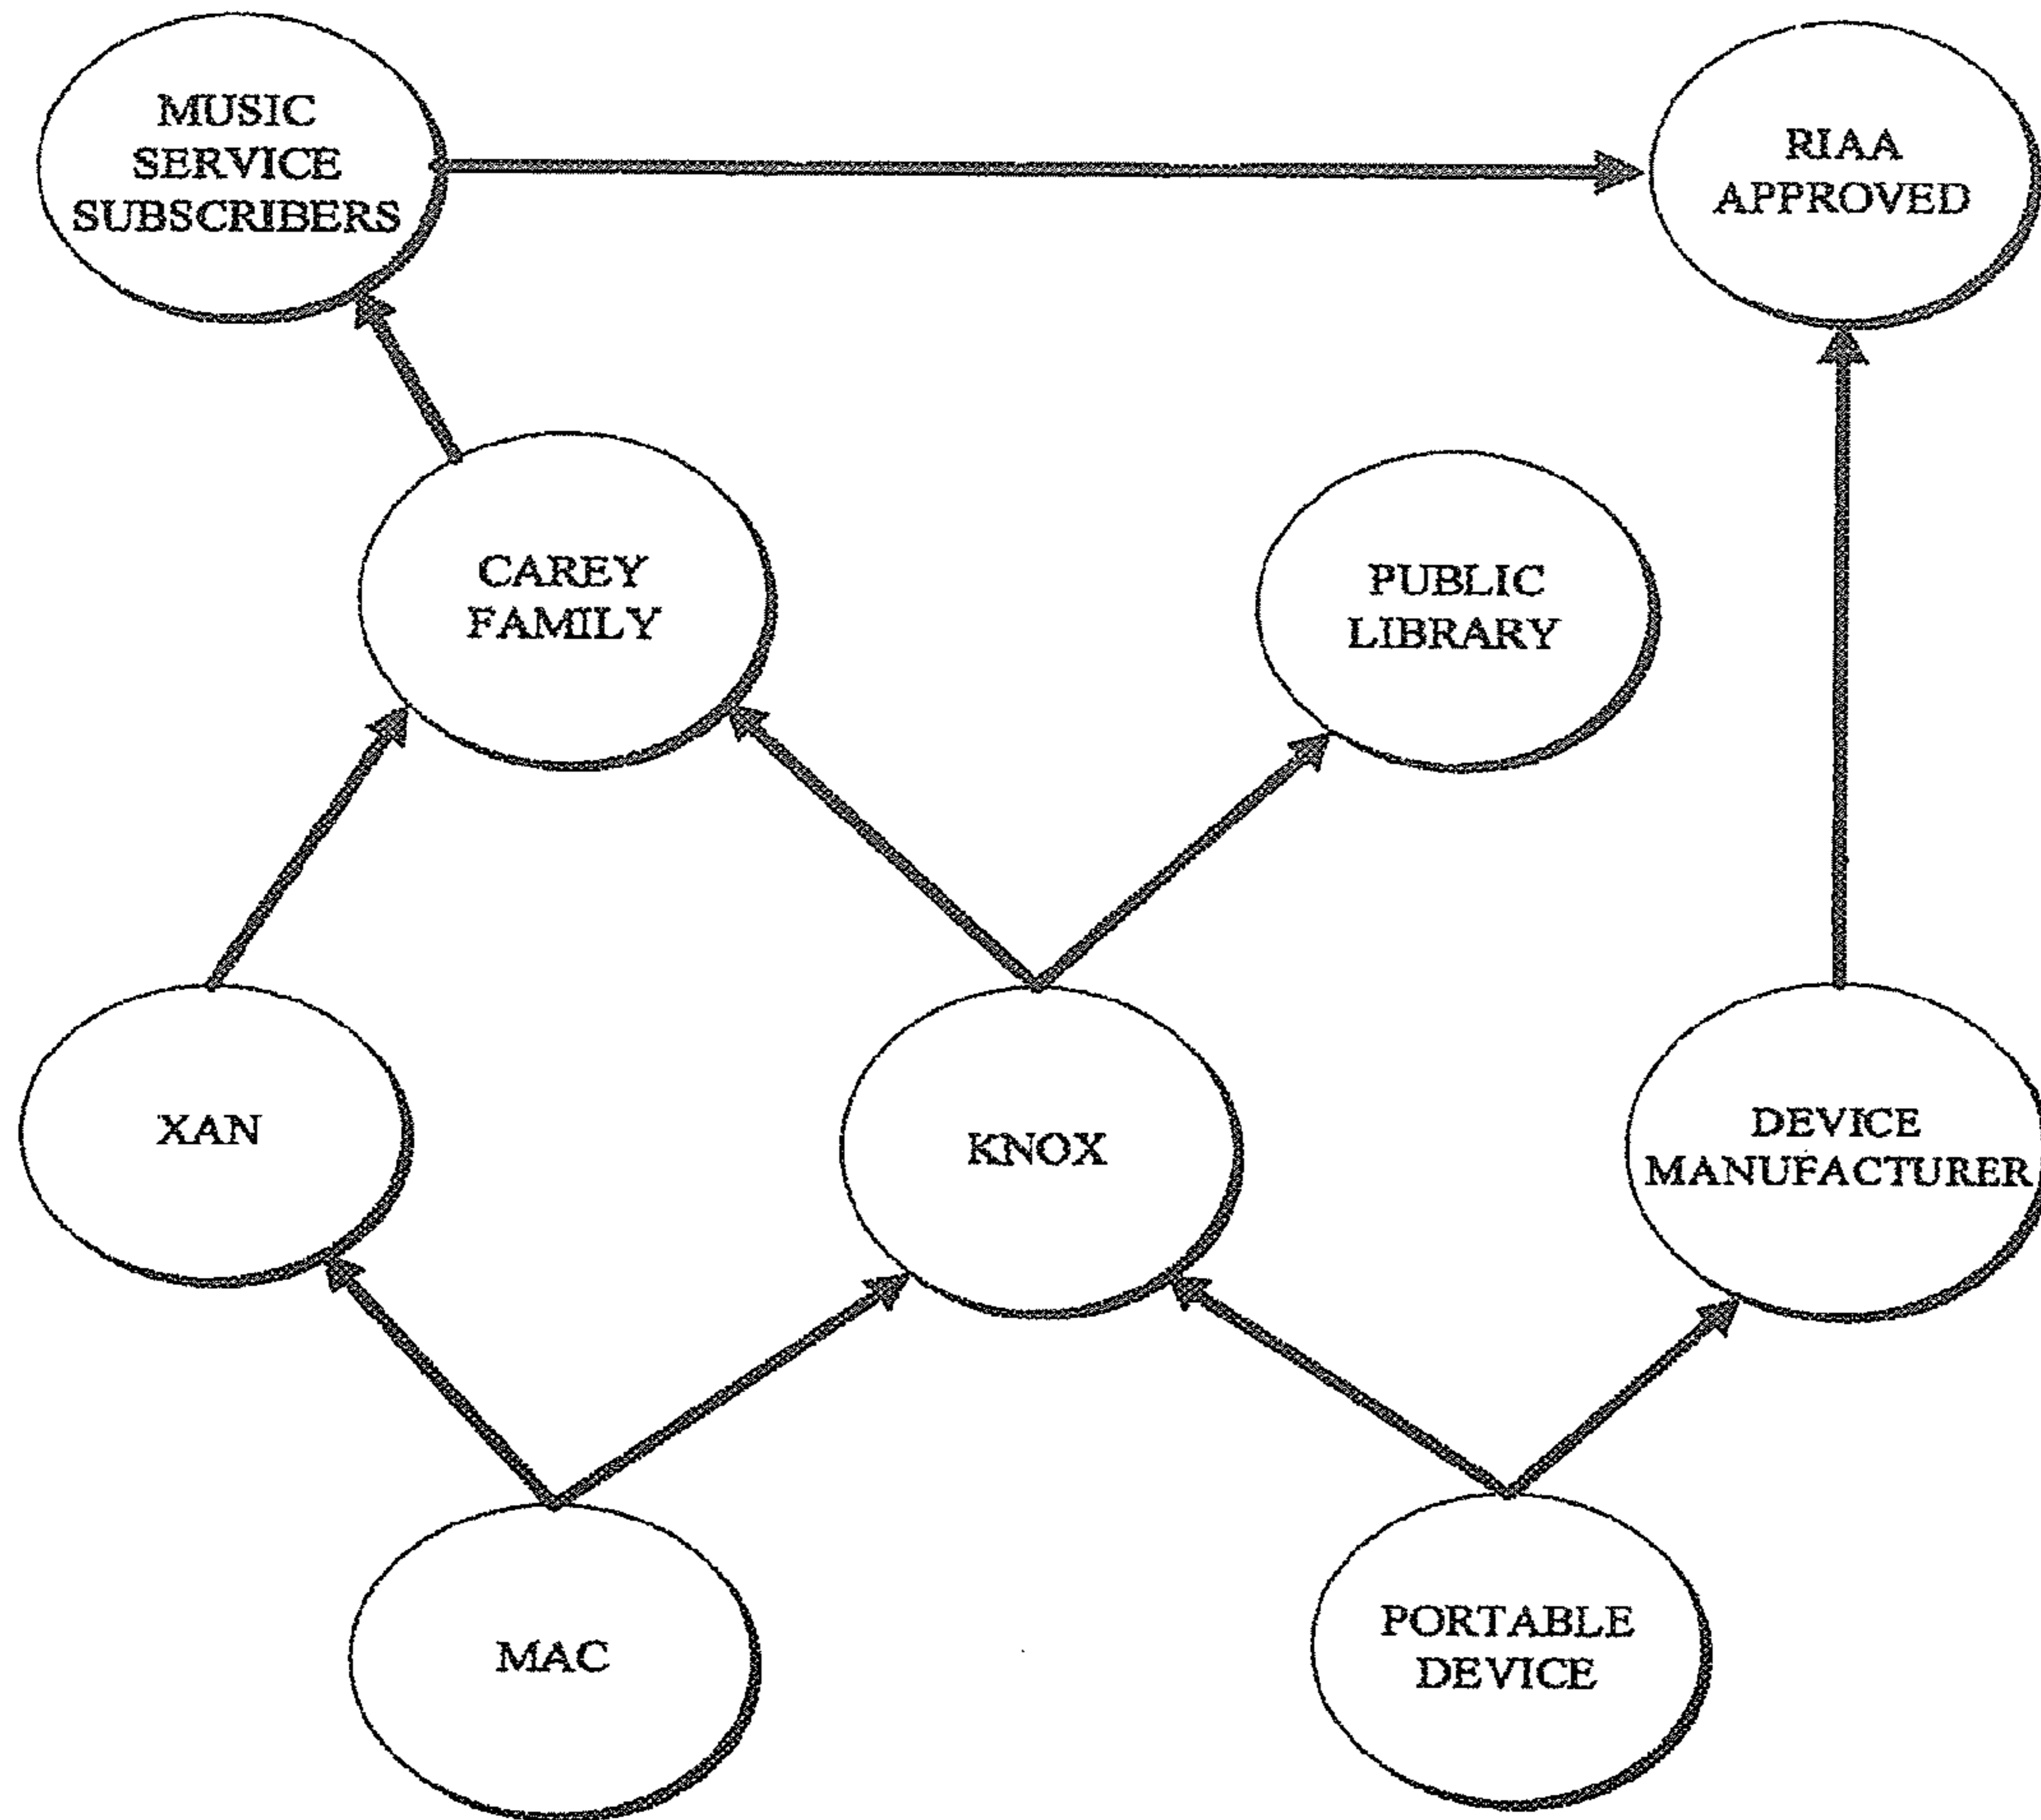 MUSIC
SERVICE
SUBSCRIBERS
RIAA
APPROVED
CAREY
FAMILY
PUBLIC
LIBRARY
XAN
KNOX
DEVICE
MANUFACTURER
MAC
PORTABLE
DEVICE